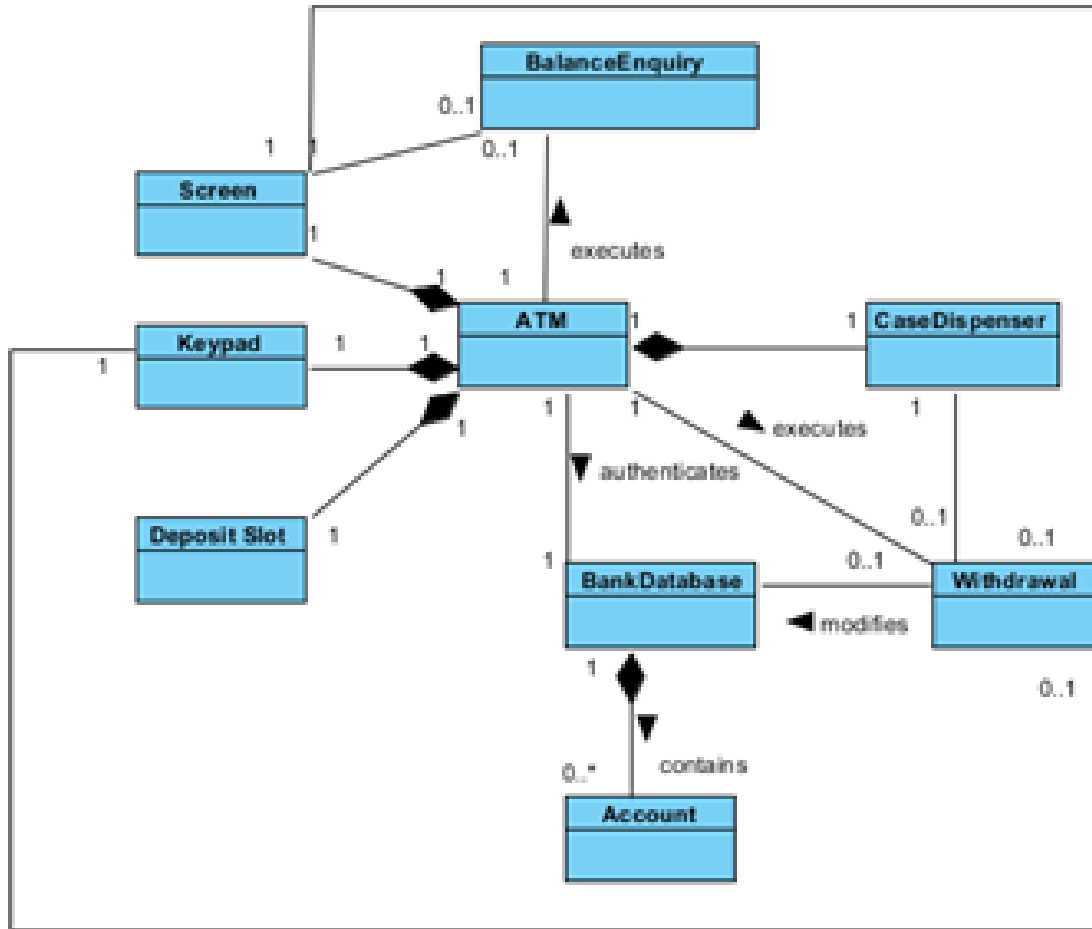 BalanceEnquiry
0..1
0..1
1
1
Screen
1
executes
1
1
ATM
1
1
CaseDispenser
Keypad
1
1
1
1
1
1
1
executes
authenticates
Deposit Slot
1
0..1
0..1
1
0..1
BankDatabase
Withdrawal
modifies
1
0..1
contains
0..*
Account